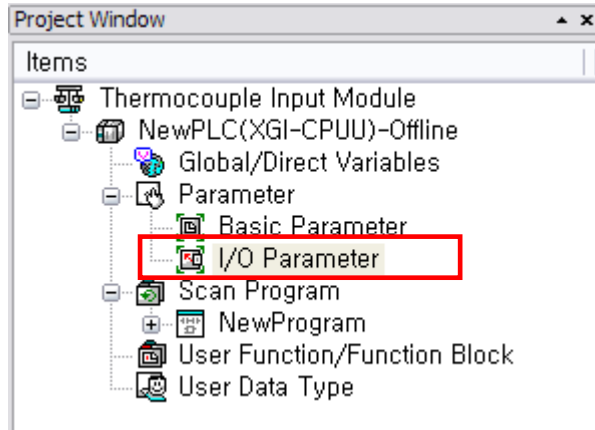 Project Window
Items
Thermocouple Input Module
NewPLC(XGI-CPUU)-Offline
Global/Direct Variables
Parameter
Basic Parameter
I/O Parameter
Scan Program
NewProgram
User Function/Function Block
User Data Type